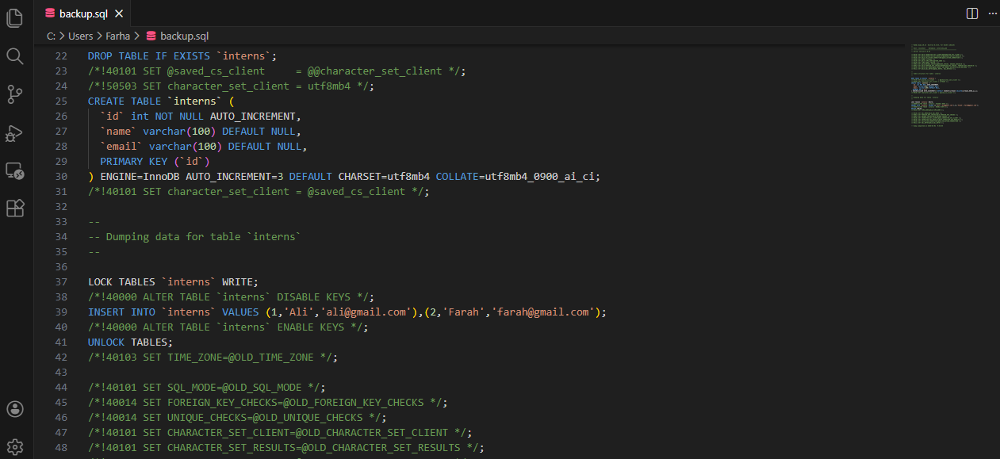 backup.sql
C: > Users > Farha > backup.sql
22 DROP TABLE IF EXISTS `interns`;
23 /*!40101 SET @saved_cs_client     = @@character_set_client */;
24 /*!50503 SET character_set_client = utf8mb4 */;
25 CREATE TABLE `interns` (
26   `id` int NOT NULL AUTO_INCREMENT,
27   `name` varchar(100) DEFAULT NULL,
28   `email` varchar(100) DEFAULT NULL,
29   PRIMARY KEY (`id`)
30 ) ENGINE=InnoDB AUTO_INCREMENT=3 DEFAULT CHARSET=utf8mb4 COLLATE=utf8mb4_0900_ai_ci;
31 /*!40101 SET character_set_client = @saved_cs_client */;
32
33 --
34 -- Dumping data for table `interns`
35 --
36
37 LOCK TABLES `interns` WRITE;
38 /*!40000 ALTER TABLE `interns` DISABLE KEYS */;
39 INSERT INTO `interns` VALUES (1,'Ali','ali@gmail.com'),(2,'Farah','farah@gmail.com');
40 /*!40000 ALTER TABLE `interns` ENABLE KEYS */;
41 UNLOCK TABLES;
42 /*!40103 SET TIME_ZONE=@OLD_TIME_ZONE */;
43
44 /*!40101 SET SQL_MODE=@OLD_SQL_MODE */;
45 /*!40014 SET FOREIGN_KEY_CHECKS=@OLD_FOREIGN_KEY_CHECKS */;
46 /*!40014 SET UNIQUE_CHECKS=@OLD_UNIQUE_CHECKS */;
47 /*!40101 SET CHARACTER_SET_CLIENT=@OLD_CHARACTER_SET_CLIENT */;
48 /*!40101 SET CHARACTER_SET_RESULTS=@OLD_CHARACTER_SET_RESULTS */;